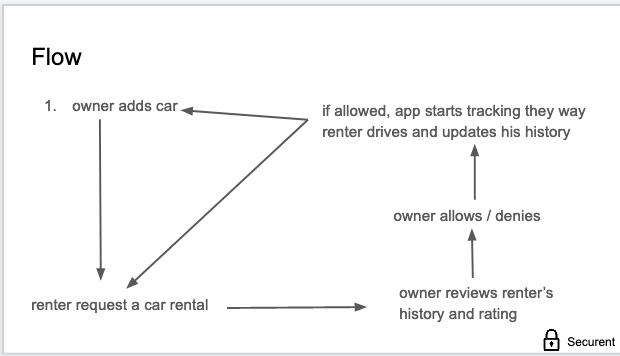 Flow
1. owner adds car
if allowed, app starts tracking they way
renter drives and updates his history
owner allows / denies
renter request a car rental
owner reviews renter's
history and rating
Securent